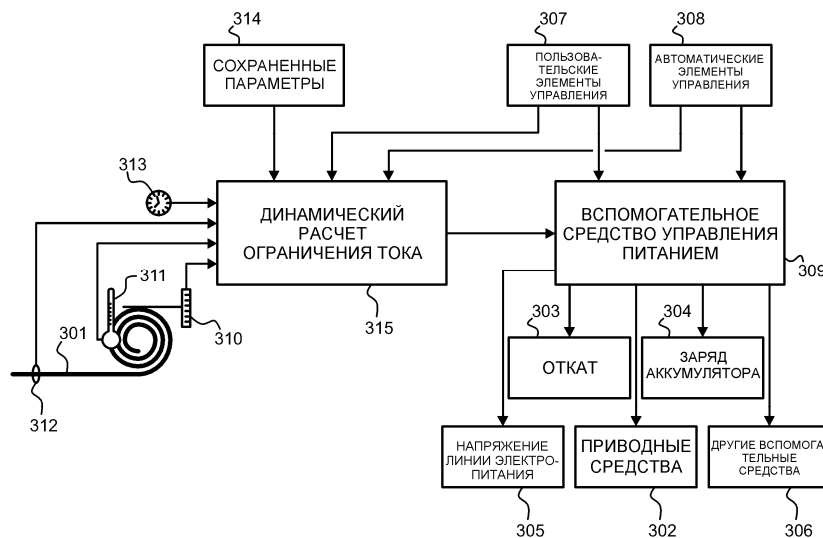 314
307
308
СОХРАНЕННЫЕ
ПАРАМЕТРЫ
ПОЛЬЗОВА-
ТЕЛЬСКИЕ
ЭЛЕМЕНТЫ
УПРАВЛЕНИЯ
АВТОМАТИЧЕСКИЕ
ЭЛЕМЕНТЫ
УПРАВЛЕНИЯ
313
ДИНАМИЧЕСКИЙ
РАСЧЕТ
ОГРАНИЧЕНИЯ ТОКА
ВСПОМОГАТЕЛЬНОЕ
СРЕДСТВО УПРАВЛЕНИЯ
ПИТАНИЕМ
309
311
310
315
301
312
303
304
ОТКАТ
ЗАРЯД
АККУМУЛЯТОРА
НАПРЯЖЕНИЕ
ЛИНИИ ЭЛЕКТРО-
ПИТАНИЯ
ПРИВОДНЫЕ
СРЕДСТВА
ДРУГИЕ ВСПОМОГА
ТЕЛЬНЫЕ
СРЕДСТВА
305
302
306